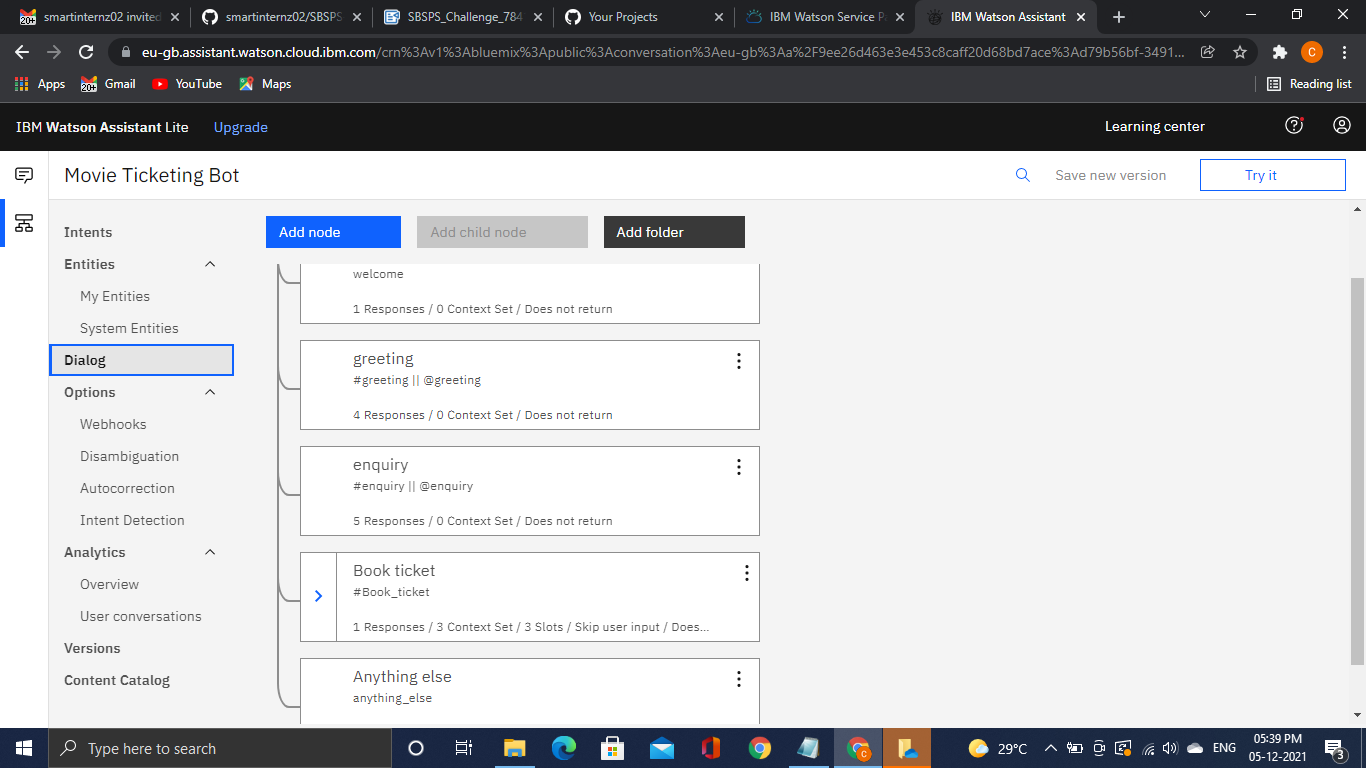 smartinternz02 invited
smartinternz02/SBSPS
SBSPS_Challenge_784
Your Projects
IBM Watson Service P
IBM Watson Assistant
eu-gb.assistant.watson.cloud.ibm.com/crn%3Av1%3Abluemix%3Apublic%3Aconversation%3Aeu-gb%3Aa%2F9ee26d463e3e453c8caff20d68bd7ace%3Ad79b56bf-3491...
C
Apps
20+
Gmail
YouTube
Maps
Reading list
IBM Watson Assistant Lite
Upgrade
Learning center
Movie Ticketing Bot
Save new version
Try it
Intents
Entities
My Entities
System Entities
Dialog
Options
Webhooks
Disambiguation
Autocorrection
Intent Detection
Analytics
Overview
User conversations
Versions
Content Catalog
Add node
Add child node
Add folder
welcome
1 Responses / 0 Context Set / Does not return
greeting
#greeting || @greeting
4 Responses / 0 Context Set / Does not return
enquiry
#enquiry || @enquiry
5 Responses / 0 Context Set / Does not return
Book ticket
#Book_ticket
1 Responses / 3 Context Set / 3 Slots / Skip user input / Does...
Anything else
anything_else
Type here to search
29°C
ENG
05:39 PM
05-12-2021
3